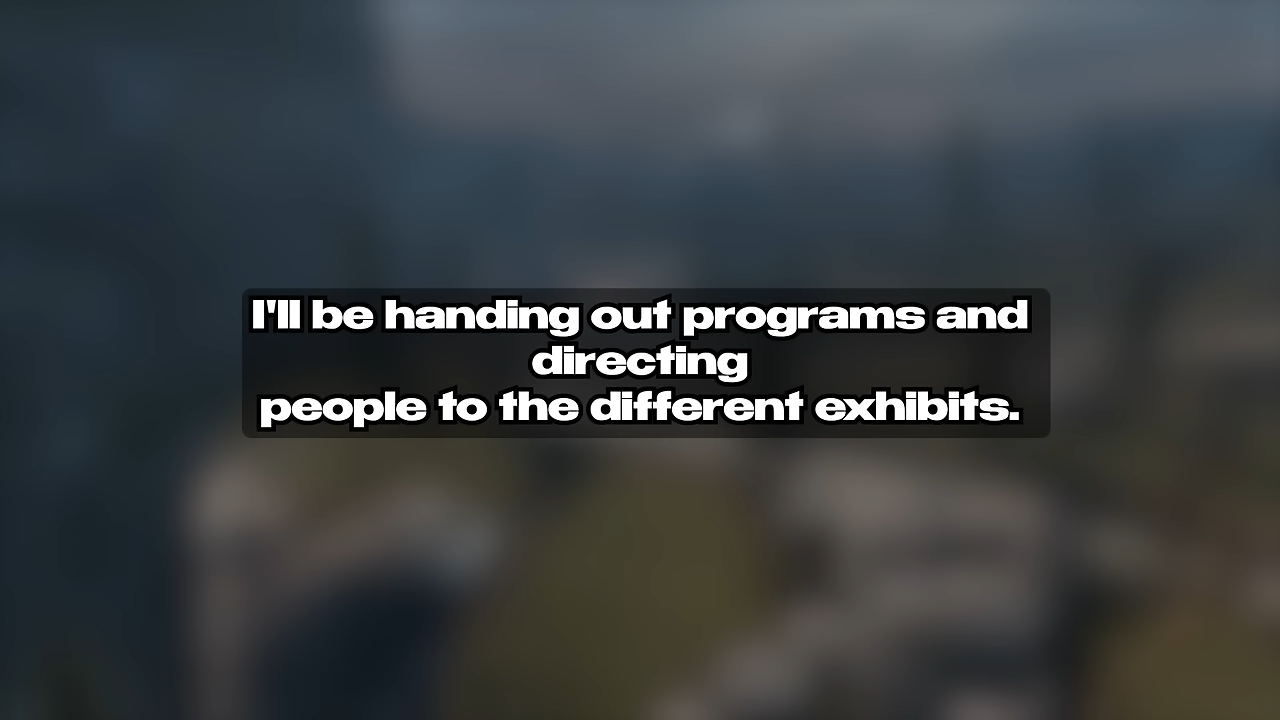 I'll be handing out programs and
directing
people to the different exhibits.